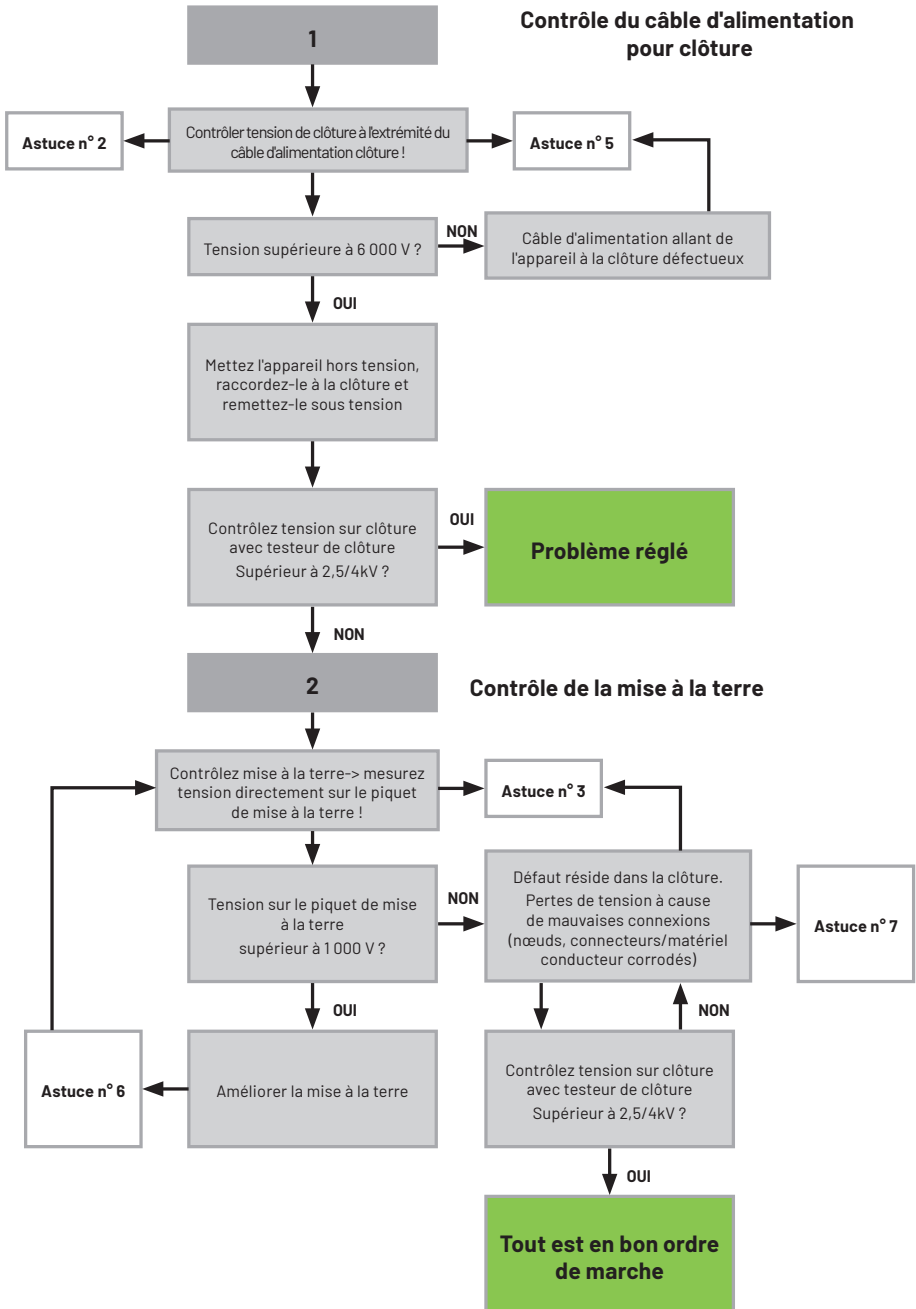 Contrôle du câble d'alimentation
pour clôture
1
Astuce n° 2
Contrôler tension de clôture à l'extrémité du
câble d'alimentation clôture !
Astuce n° 5
Tension supérieure à 6 000 V ?
NON
Câble d'alimentation allant de
l'appareil à la clôture défectueux
OUI
Mettez l'appareil hors tension,
raccordez-le à la clôture et
remettez-le sous tension
Contrôlez tension sur clôture
avec testeur de clôture
Supérieur à 2,5/4kV ?
OUI
Problème réglé
NON
2
Contrôle de la mise à la terre
Contrôlez mise à la terre-> mesurez
tension directement sur le piquet
de mise à la terre !
Astuce n° 3
Tension sur le piquet de mise
à la terre
supérieur à 1 000 V ?
NON
Défaut réside dans la clôture.
Pertes de tension à cause
de mauvaises connexions
(nœuds, connecteurs/matériel
conducteur corrodés)
Astuce n° 7
OUI
NON
Astuce n° 6
Améliorer la mise à la terre
Contrôlez tension sur clôture
avec testeur de clôture
Supérieur à 2,5/4kV ?
OUI
Tout est en bon ordre
de marche